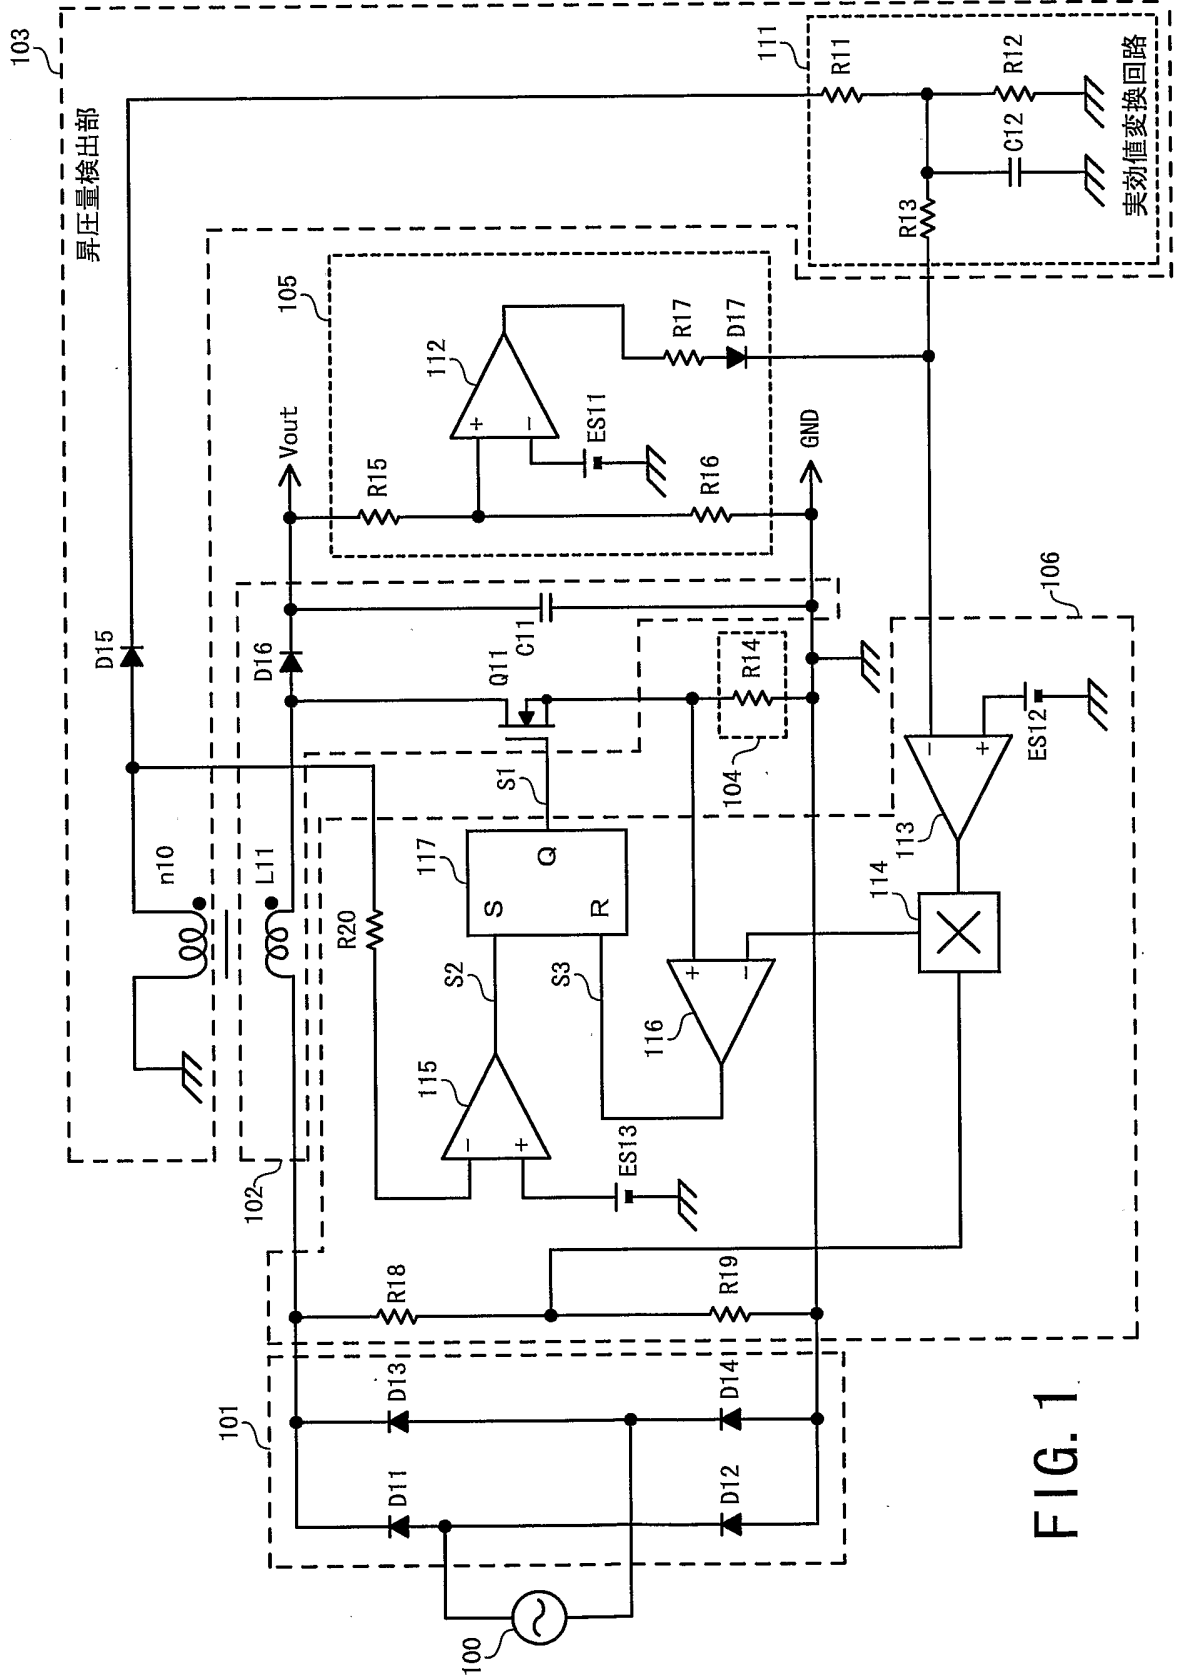 103
昇圧量検出部
D15
n10
111
R11
R12
C12
R13
実効値変換回路
102
L11
D16
Vout
C11
Q11
S1
104
R14
GND
105
R15
R16
112
+
−
ES11
R17
D17
106
R18
R19
R20
115
−
+
ES13
S2
S
R
Q
117
S3
116
+
−
114
113
−
+
ES12
101
D11
D12
D13
D14
100
FIG. 1